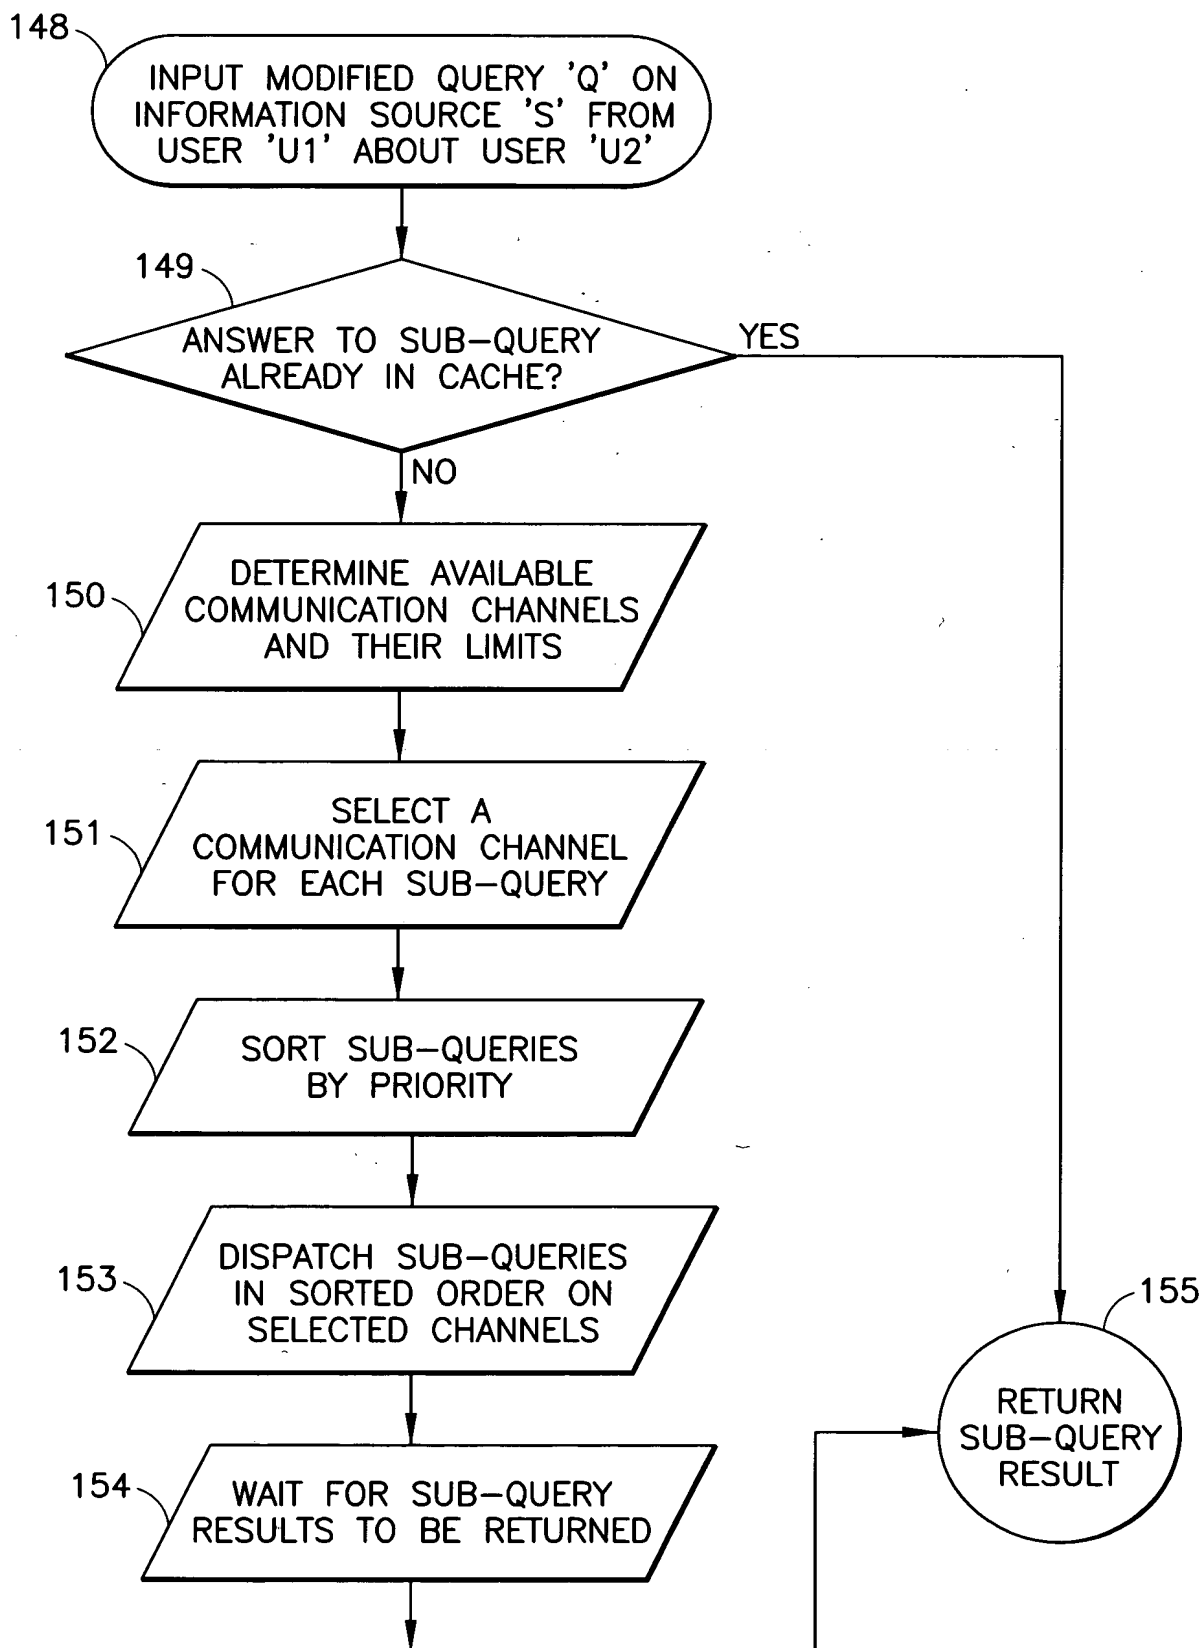 148
INPUT MODIFIED QUERY 'Q' ON
INFORMATION SOURCE 'S' FROM
USER 'U1' ABOUT USER 'U2'
149
ANSWER TO SUB-QUERY
ALREADY IN CACHE?
YES
NO
150
DETERMINE AVAILABLE
COMMUNICATION CHANNELS
AND THEIR LIMITS
151
SELECT A
COMMUNICATION CHANNEL
FOR EACH SUB-QUERY
152
SORT SUB-QUERIES
BY PRIORITY
153
DISPATCH SUB-QUERIES
IN SORTED ORDER ON
SELECTED CHANNELS
154
WAIT FOR SUB-QUERY
RESULTS TO BE RETURNED
155
RETURN
SUB-QUERY
RESULT